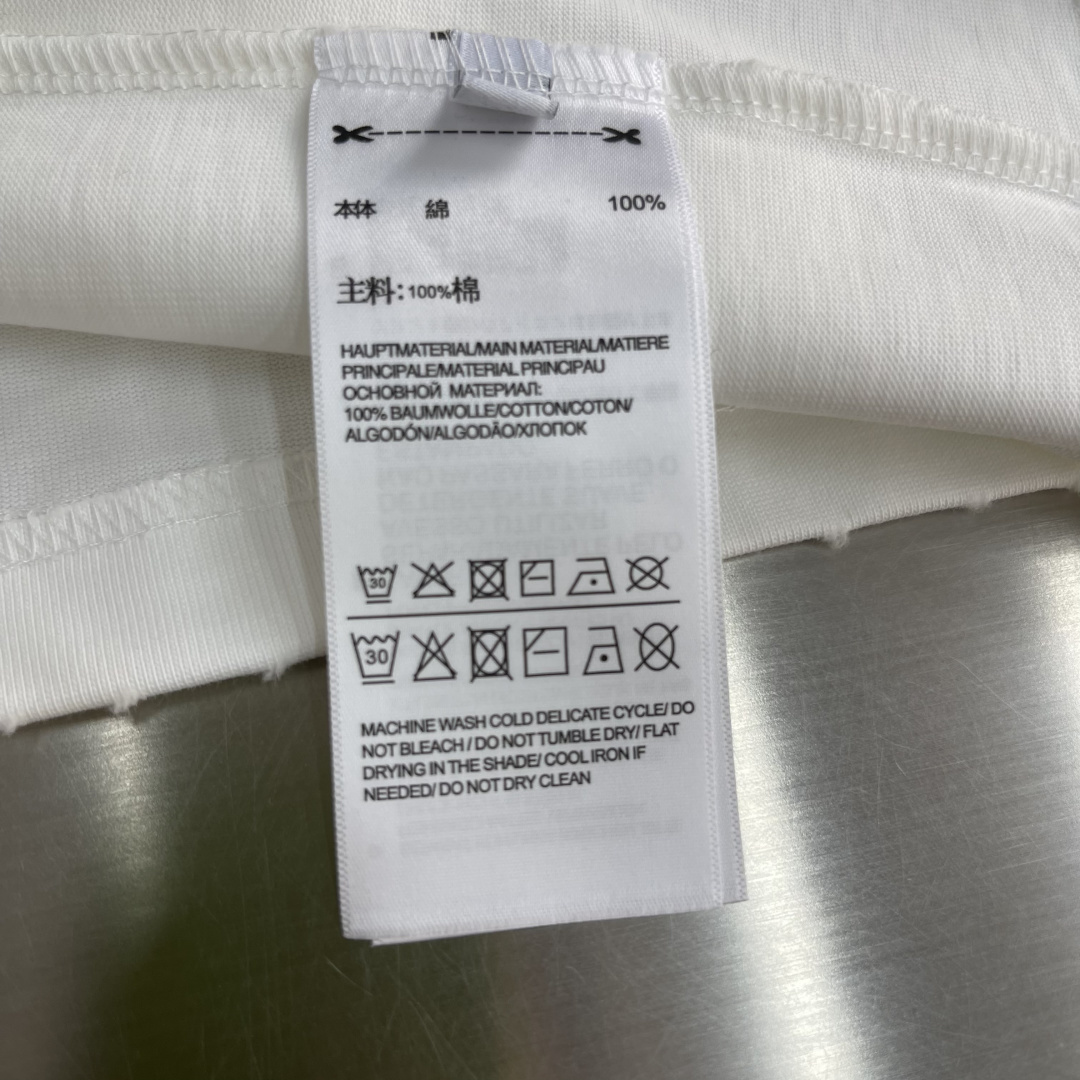 本体 綿 100%
主料:100%棉
HAUPTMATERIAL/MAIN MATERIAL/MATIERE
PRINCIPALE/MATERIAL PRINCIPAU
ОСНОВНОЙ МАТЕРИАЛ:
100% BAUMWOLLE/COTTON/COTON/
ALGODÓN/ALGODÃO/ХЛОПОК
30
30
MACHINE WASH COLD DELICATE CYCLE/ DO
NOT BLEACH / DO NOT TUMBLE DRY/ FLAT
DRYING IN THE SHADE/ COOL IRON IF
NEEDED/ DO NOT DRY CLEAN